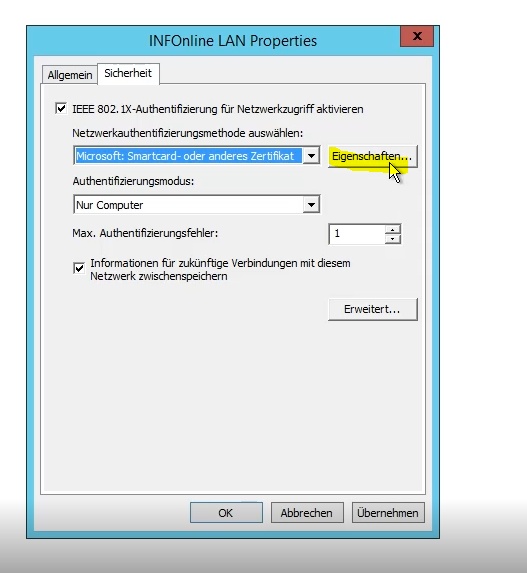 INFOnline LAN Properties
x
Allgemein Sicherheit
IEEE 802.1X-Authentifizierung für Netzwerkzugriff aktivieren
Netzwerkauthentifizierungsmethode auswählen:
Microsoft: Smartcard- oder anderes Zertifikat Eigenschaften...
Authentifizierungsmodus:
Nur Computer
Max. Authentifizierungsfehler: 1
Informationen für zukünftige Verbindungen mit diesem
Netzwerk zwischenspeichern
Erweitert...
OK Abbrechen Übernehmen